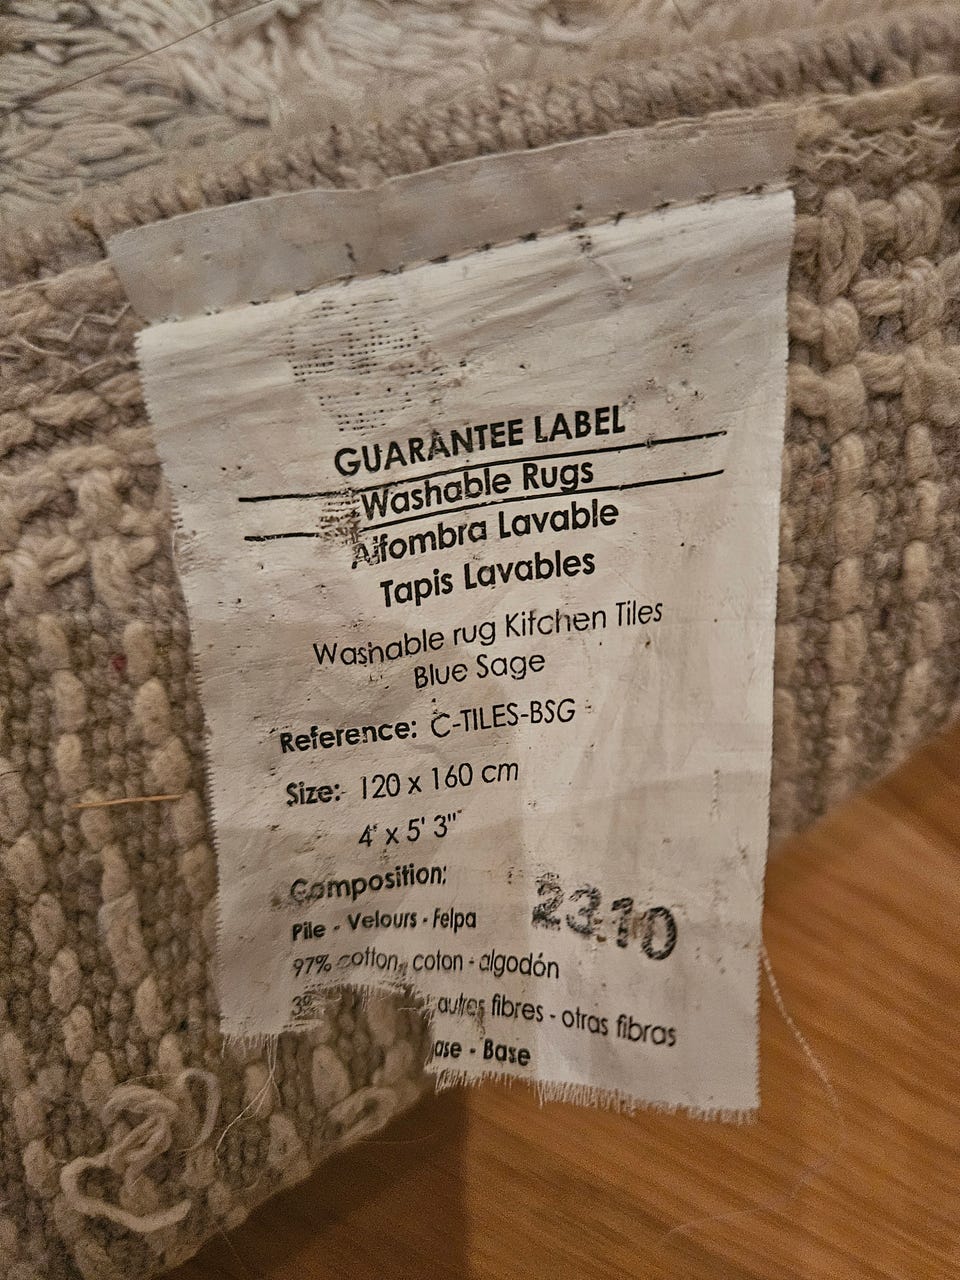 GUARANTEE LABEL
Washable Rugs
Alfombra Lavable
Tapis Lavables
Washable rug Kitchen Tiles
Blue Sage
Reference: C-TILES-BSG
Size: 120 x 160 cm
4' x 5' 3"
Composition:
Pile - Velours - Felpa
2310
97% cotton, coton - algodón
autres fibres - otras fibras
- Base